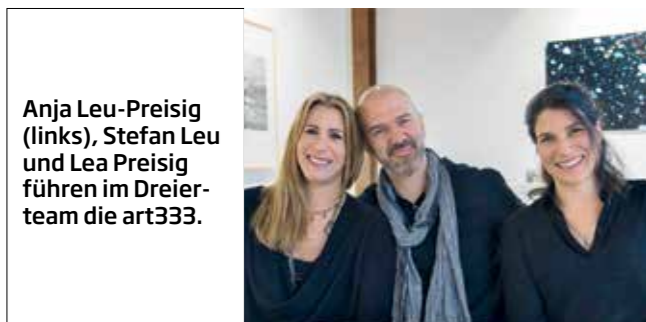 Anja Leu-Preisig
(links), Stefan Leu
und Lea Preisig
führen im Dreier-
team die art333.